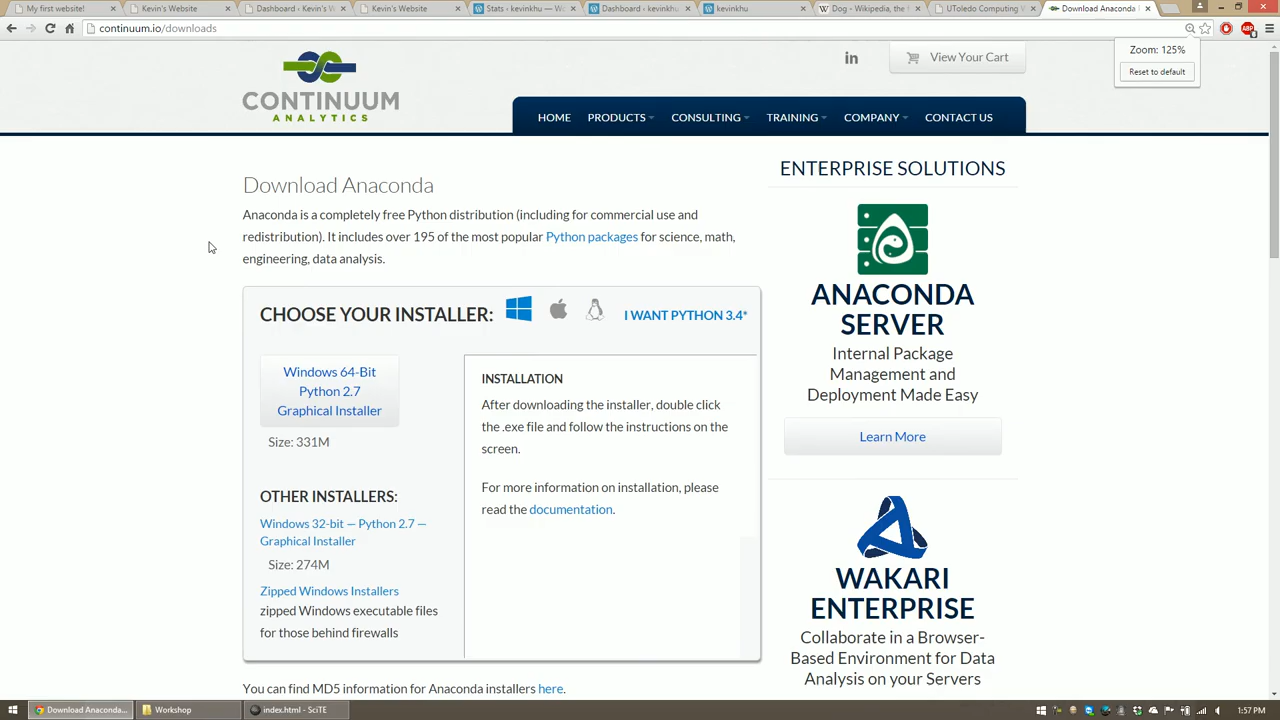 My first website!
Kevin's Website
Dashboard ‹ Kevin's W
Kevin's Website
Stats ‹ kevinkhu — Wo
Dashboard ‹ kevinkhu
kevinkhu
Dog - Wikipedia, the f
UToledo Computing W
Download Anaconda
continuum.io/downloads
Zoom: 125%
Reset to default
in
View Your Cart
CONTINUUM
ANALYTICS
HOME PRODUCTS CONSULTING TRAINING COMPANY CONTACT US
Download Anaconda
Anaconda is a completely free Python distribution (including for commercial use and
redistribution). It includes over 195 of the most popular Python packages for science, math,
engineering, data analysis.
CHOOSE YOUR INSTALLER:
I WANT PYTHON 3.4*
Windows 64-Bit
Python 2.7
Graphical Installer
Size: 331M
OTHER INSTALLERS:
Windows 32-bit — Python 2.7 —
Graphical Installer
Size: 274M
Zipped Windows Installers
zipped Windows executable files
for those behind firewalls
INSTALLATION
After downloading the installer, double click
the .exe file and follow the instructions on the
screen.
For more information on installation, please
read the documentation.
You can find MD5 information for Anaconda installers here.
ENTERPRISE SOLUTIONS
ANACONDA
SERVER
Internal Package
Management and
Deployment Made Easy
Learn More
WAKARI
ENTERPRISE
Collaborate in a Browser-
Based Environment for Data
Analysis on your Servers
Download Anaconda...
Workshop
index.html - SciTE
1:57 PM